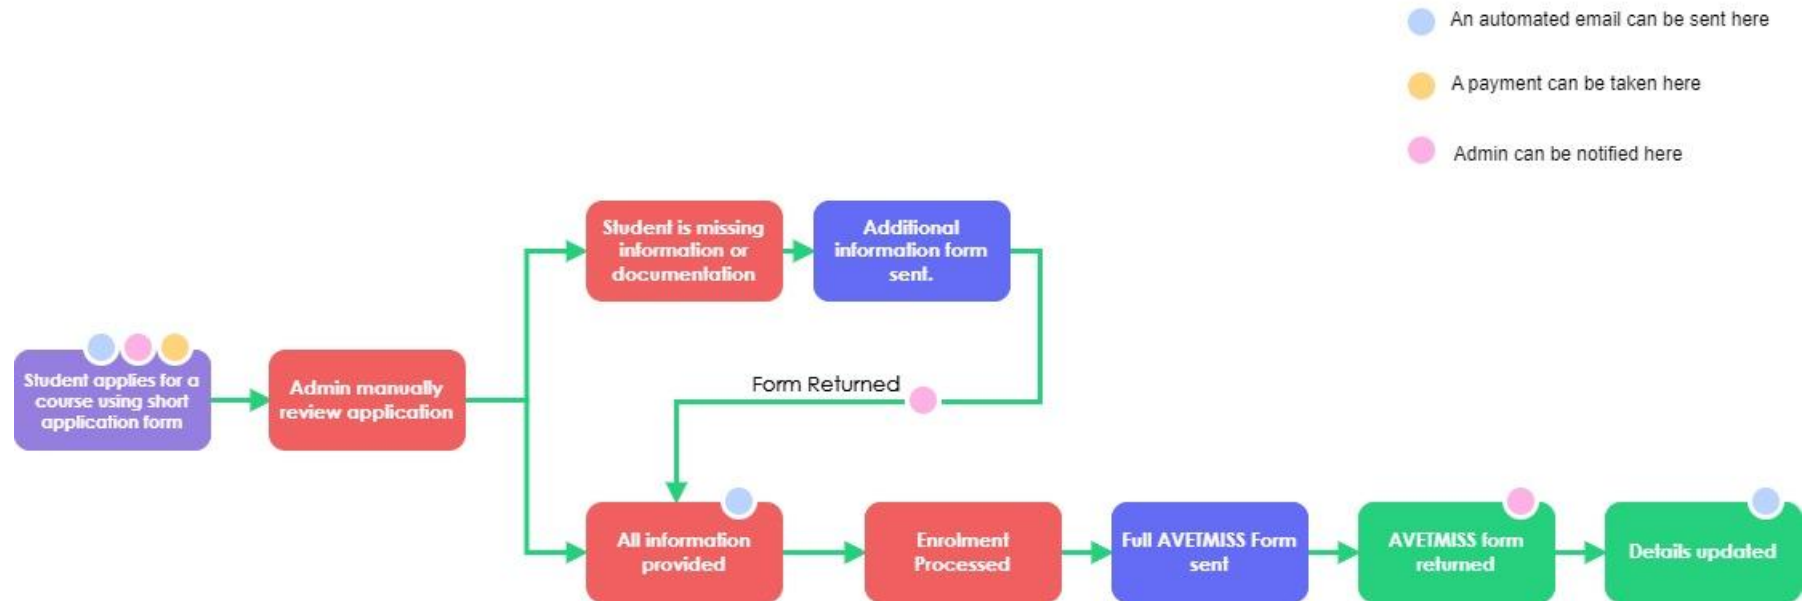 An automated email can be sent here
A payment can be taken here
Admin can be notified here
Student is missing
information or
documentation
Additional
information form
sent.
Student applies for a
course using short
application form
Admin manually
review application
Form Returned
All information
provided
Enrolment
Processed
Full AVETMISS Form
sent
AVETMISS form
returned
Details updated